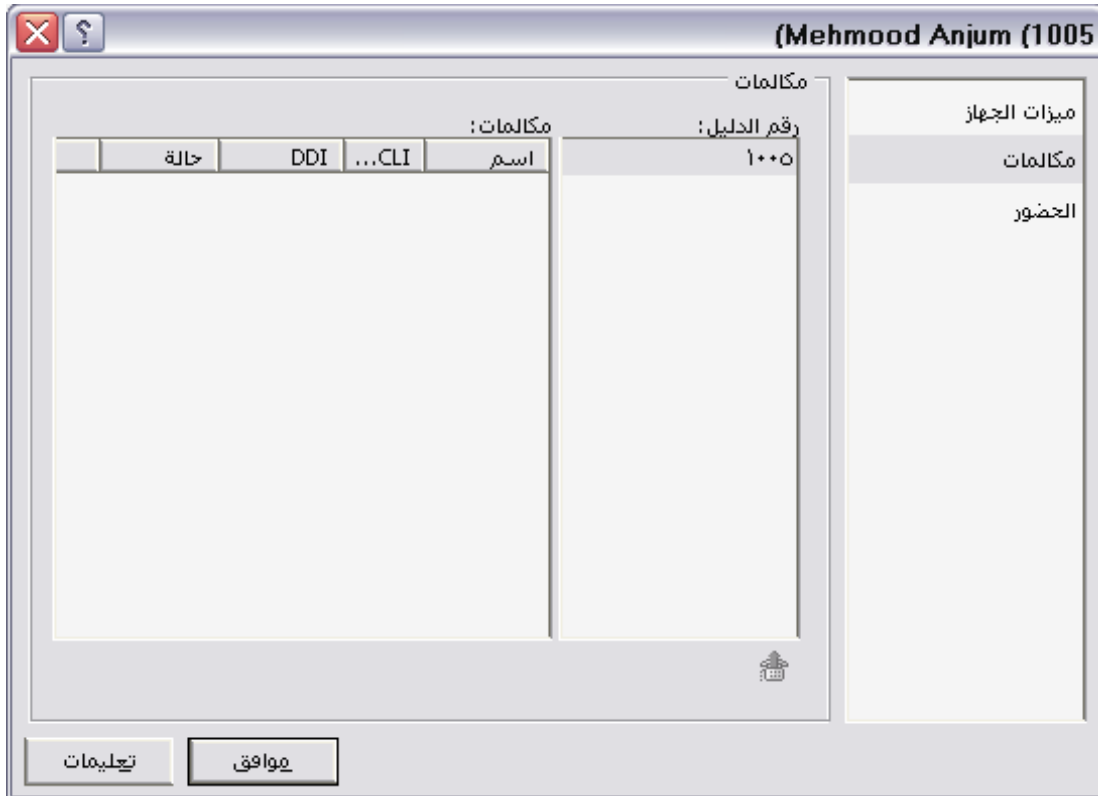 (Mehmood Anjum (1005
؟
ميزات الجهاز
مكالمات
الحضور
مكالمات
رقم الدليل:
١٠٠٥
مكالمات:
اسم CLI... DDI حالة
موافق
تعليمات